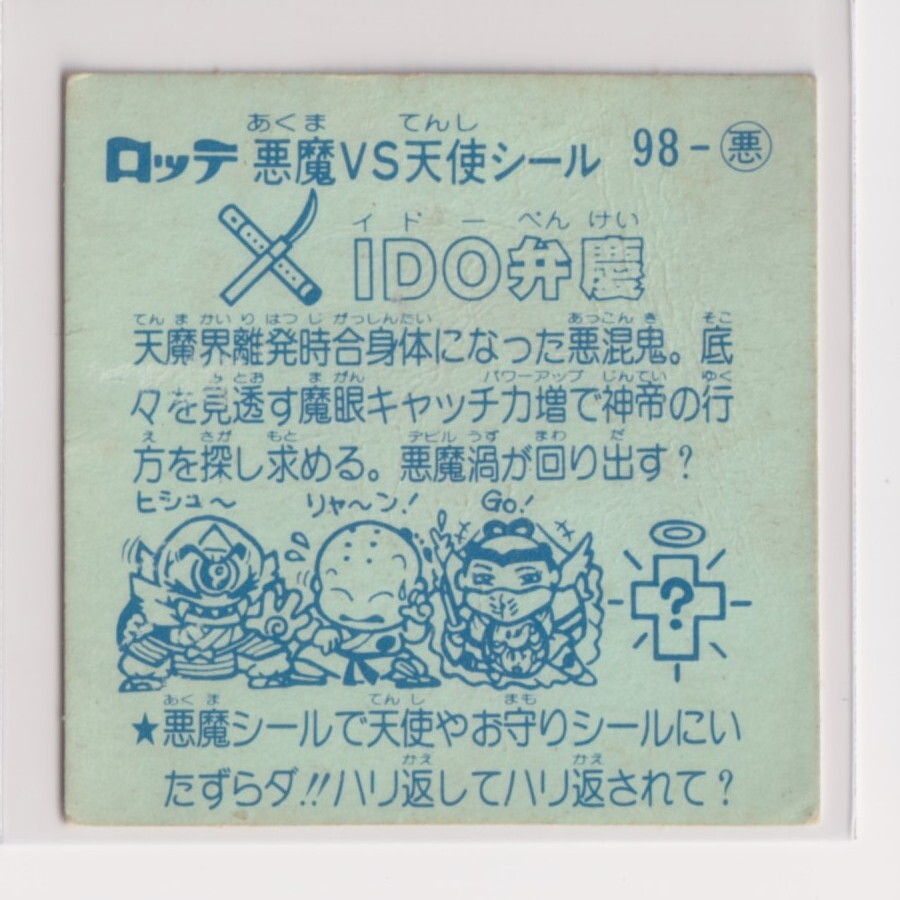 ロッテ 悪魔VS天使シール 98-悪
あくま てんし
イドー べんけい
IDO弁慶
てんまかいりはつじがっしんたい あっこんき そこ
天魔界離発時合身体になった悪混鬼。底
みとお まがん パワーアップ じんてい ゆく
々を見透す魔眼キャッチ力増で神帝の行
え さが もと デビルうず まわ だ
方を探し求める。悪魔渦が回り出す?
ヒシュ〜 リャ〜ン! Go!
?
あくま てんし まも
★悪魔シールで天使やお守りシールにい
かえ かえ
たずらダ!!ハリ返してハリ返されて?